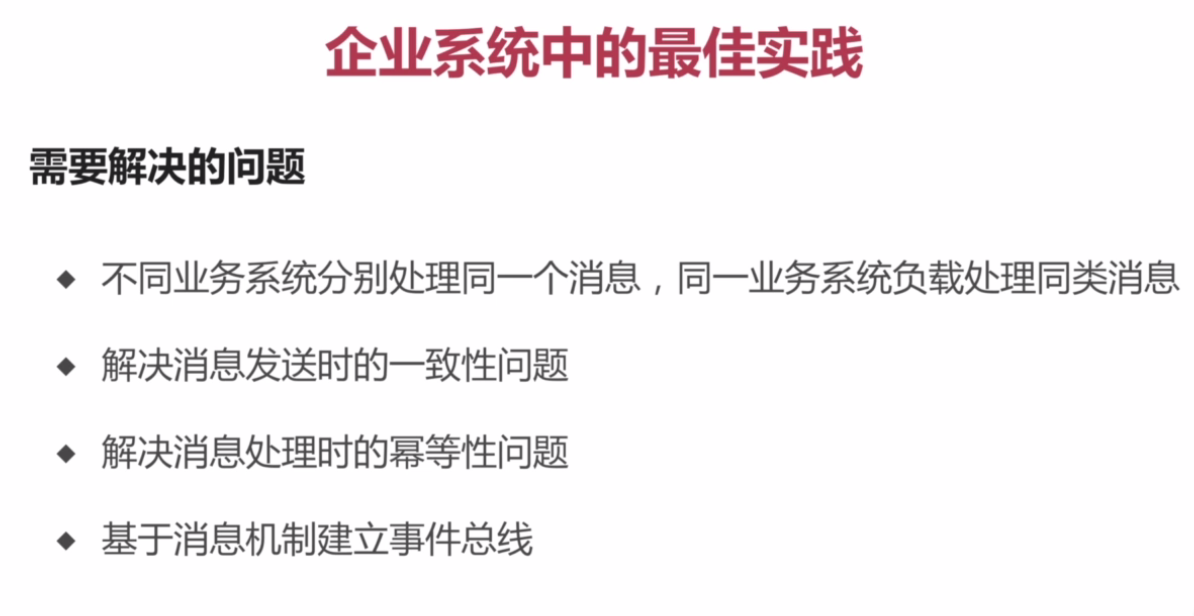 企业系统中的最佳实践
需要解决的问题
◆ 不同业务系统分别处理同一个消息，同一业务系统负载处理同类消息
◆ 解决消息发送时的一致性问题
◆ 解决消息处理时的幂等性问题
◆ 基于消息机制建立事件总线